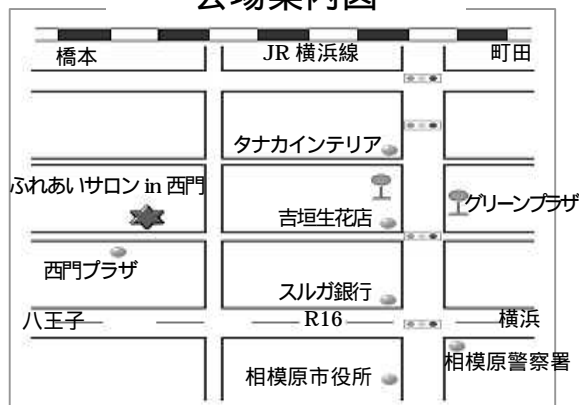 会場案内図
橋本 JR 横浜線 町田
タナカインテリア
ふれあいサロン in 西門
吉垣生花店
グリーンプラザ
西門プラザ
スルガ銀行
八王子 R16 横浜
相模原市役所
相模原警察署